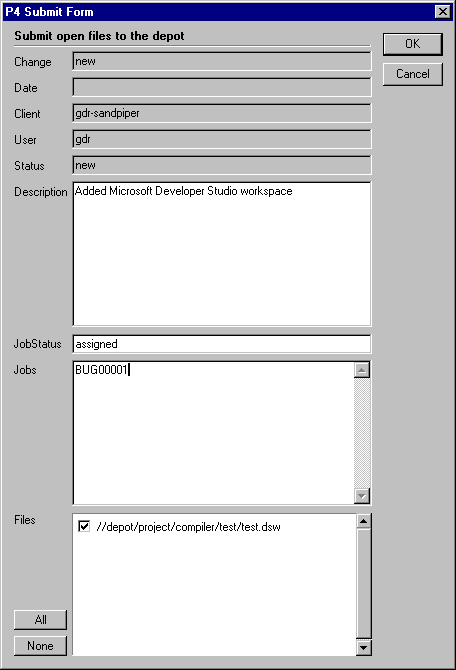 P4 Submit Form
Submit open files to the depot
OK
Change new
Cancel
Date
Client gdr-sandpiper
User gdr
Status new
Description Added Microsoft Developer Studio workspace
JobStatus assigned
Jobs BUG00001
Files //depot/project/compiler/test/test.dsw
All
None